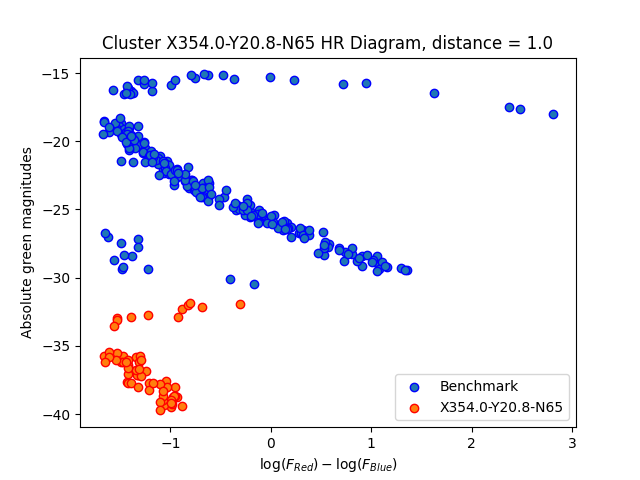 Cluster X354.0-Y20.8-N65 HR Diagram, distance = 1.0
Absolute green magnitudes
−15
−20
−25
−30
−35
−40
Benchmark
X354.0-Y20.8-N65
−1
0
1
2
3
log(F_Red) − log(F_Blue)